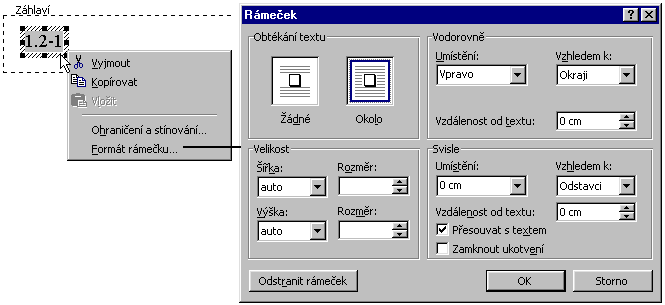 Záhlaví
1.2-1
Vyjmout
Kopírovat
Vložit
Ohraničení a stínování...
Formát rámečku...
Rámeček
Obtékání textu
Žádné
Okolo
Vodorovně
Umístění:
Vzhledem k:
Vpravo
Okraji
Vzdálenost od textu:
0 cm
Velikost
Šířka:
Rozměr:
auto
Výška:
Rozměr:
auto
Svisle
Umístění:
Vzhledem k:
0 cm
Odstavci
Vzdálenost od textu:
0 cm
Přesouvat s textem
Zamknout ukotvení
Odstranit rámeček
OK
Storno